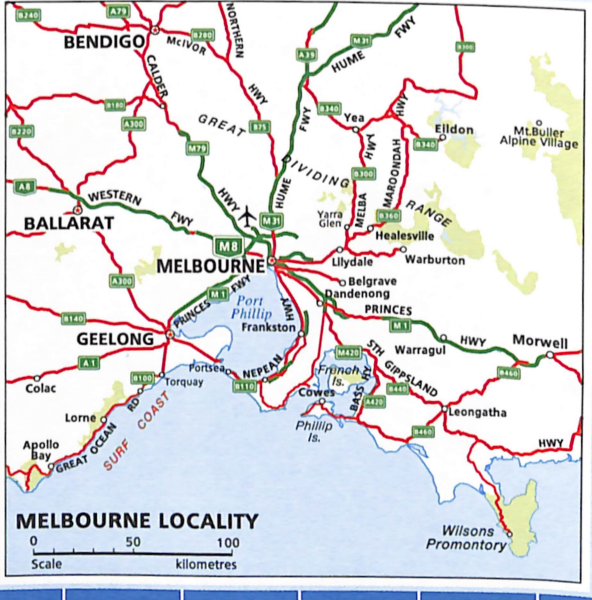 B240
A79
BENDIGO
McIVOR
B280
NORTHERN
HWY
A39
M31
FWY
HUME
B300
CALDER
B180
A300
B220
GREAT
M79
B75
FWY
B340
Yea
HWY
Eildon
B340
Mt.Buller
Alpine Village
DIVIDING
HWY
B300
MAROONDAH
MELBA
B360
RANGE
A8
WESTERN
FWY
HWY
HUME
M31
Yarra
Glen
Healesville
BALLARAT
M8
MELBOURNE
Lilydale
Warburton
A300
Belgrave
Dandenong
M1
FWY
PRINCES
Port
Phillip
HWY
PRINCES
M1
HWY
B140
Frankston
GEELONG
Warragul
Morwell
A1
Portsea
NEPEAN
M420
STH GIPPSLAND
B460
B100
Torquay
B110
French
Is.
B440
Colac
BASS HY
A420
Cowes
Leongatha
Lorne
RD
COAST
Phillip
Is.
B460
HWY
Apollo
Bay
GREAT OCEAN
SURF
MELBOURNE LOCALITY
0 50 100
Scale kilometres
Wilsons
Promontory